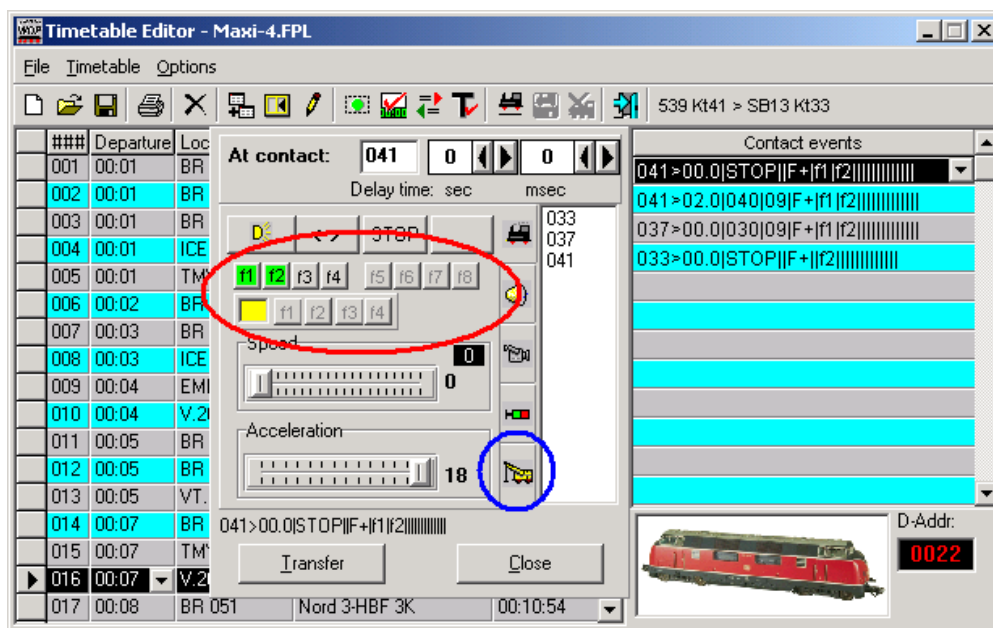 Timetable Editor - Maxi-4.FPL
File Timetable Options
539 Kt41 > SB13 Kt33
### Departure Loc
001 00:01 BR
002 00:01 BR
003 00:01 BR
004 00:01 ICE
005 00:01 TM
006 00:02 BR
007 00:03 BR
008 00:03 ICE
009 00:04 EM
010 00:04 V.2
011 00:05 BR
012 00:05 BR
013 00:05 VT.
014 00:07 BR
015 00:07 TM
016 00:07 V.2
017 00:08 BR 051 Nord 3-HBF 3K 00:10:54
At contact: 041 0 0
Delay time: sec msec
D <-> STOP
f1 f2 f3 f4 f5 f6 f7 f8
f1 f2 f3 f4
Speed
0
0
Acceleration
18
033
037
041
041>00.0|STOP||F+|f1|f2||||||||||||
Transfer Close
Contact events
041>00.0|STOP||F+|f1|f2||||||||||||
041>02.0|040|09|F+|f1|f2||||||||||||
037>00.0|030|09|F+|f1|f2||||||||||||
033>00.0|STOP||F+||f2||||||||||||
D-Addr:
0022